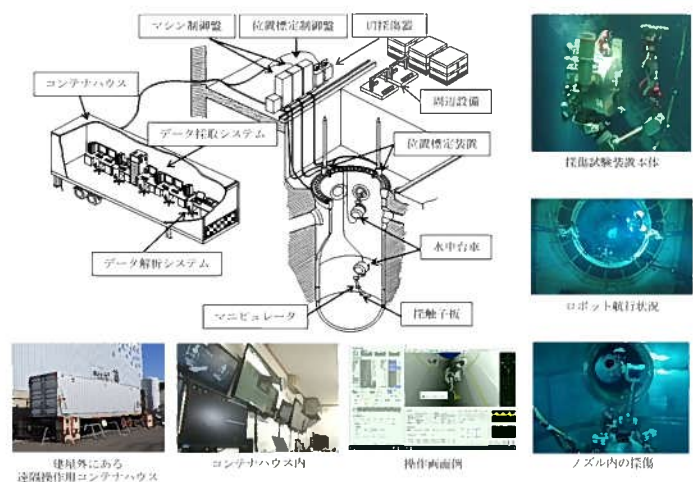 マシン制御盤
位置標定制御盤
UT探傷器
コンテナハウス
周辺設備
データ採取システム
位置標定装置
探傷試験装置本体
水中台車
データ解析システム
マニピュレータ
探触子板
ロボット航行状況
建屋外にある
遠隔操作用コンテナハウス
コンテナハウス内
操作画面例
ノズル内の探傷